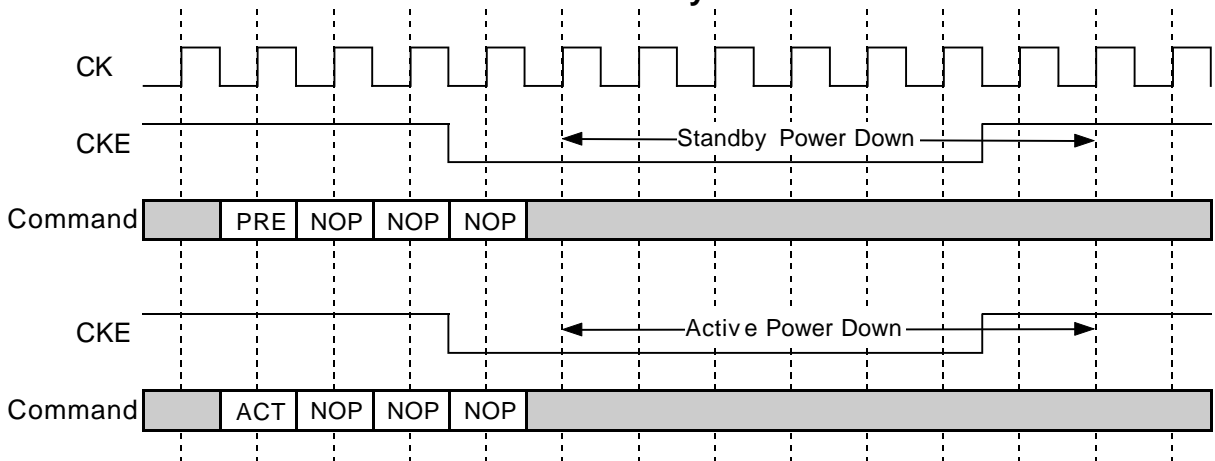 y
CK
CKE
Standby Power Down
Command
PRE NOP NOP NOP
CKE
Active Power Down
Command
ACT NOP NOP NOP